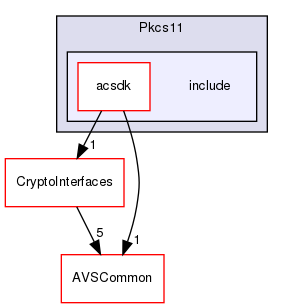 Pkcs11
acsdk
include
1
CryptoInterfaces
5
1
AVSCommon